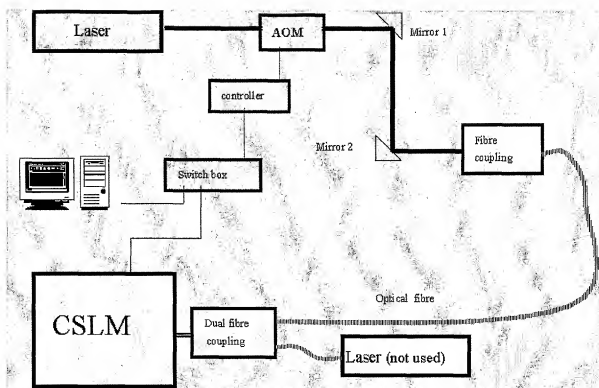 Laser
AOM
Mirror 1
controller
Mirror 2
Fibre
coupling
Switch box
CSLM
Optical fibre
Dual fibre
coupling
Laser (not used)